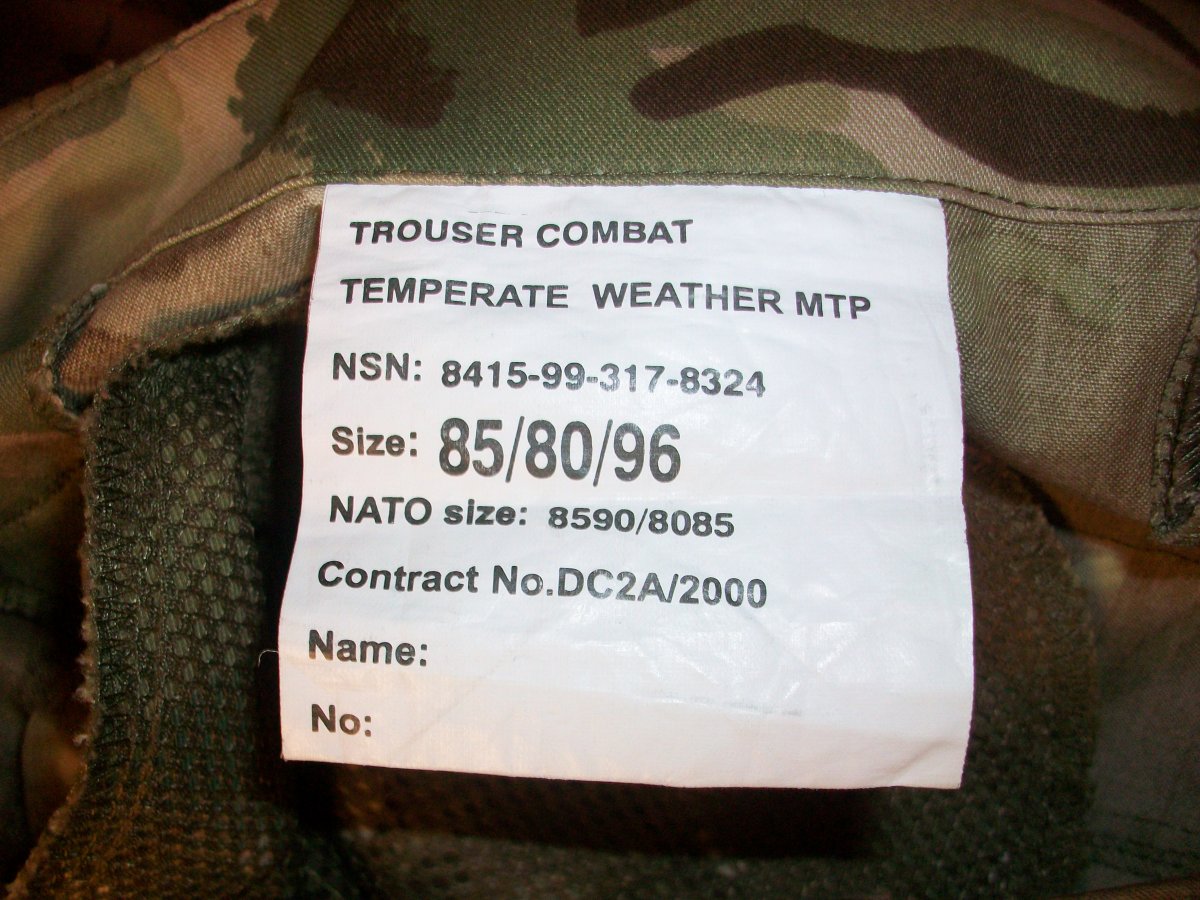 TROUSER COMBAT
TEMPERATE WEATHER MTP
NSN: 8415-99-317-8324
Size: 85/80/96
NATO size: 8590/8085
Contract No.DC2A/2000
Name:
No: